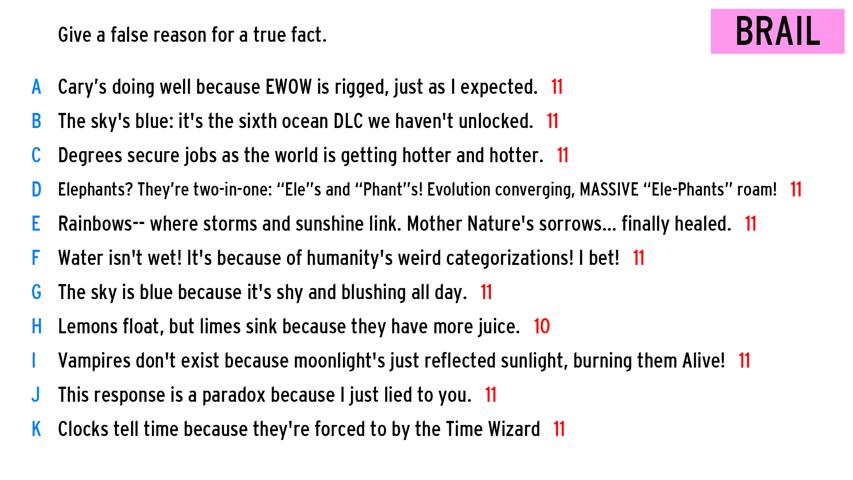 Give a false reason for a true fact.
BRAIL
A Cary’s doing well because EWOW is rigged, just as I expected. 11
B The sky's blue: it's the sixth ocean DLC we haven't unlocked. 11
C Degrees secure jobs as the world is getting hotter and hotter. 11
D Elephants? They’re two-in-one: “Ele”s and “Phant”s! Evolution converging, MASSIVE “Ele-Phants” roam! 11
E Rainbows-- where storms and sunshine link. Mother Nature's sorrows... finally healed. 11
F Water isn't wet! It's because of humanity's weird categorizations! I bet! 11
G The sky is blue because it's shy and blushing all day. 11
H Lemons float, but limes sink because they have more juice. 10
I Vampires don't exist because moonlight's just reflected sunlight, burning them Alive! 11
J This response is a paradox because I just lied to you. 11
K Clocks tell time because they're forced to by the Time Wizard 11